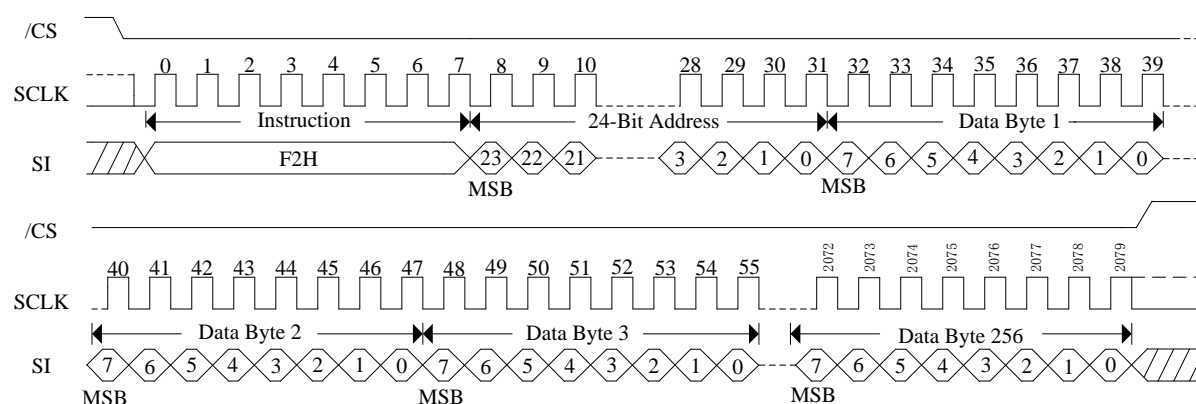 /CS
0 1 2 3 4 5 6 7 8 9 10 28 29 30 31 32 33 34 35 36 37 38 39
SCLK
Instruction 24-Bit Address Data Byte 1
SI F2H 23 22 21 3 2 1 0 7 6 5 4 3 2 1 0
MSB MSB
/CS
40 41 42 43 44 45 46 47 48 49 50 51 52 53 54 55 2072 2073 2074 2075 2076 2077 2078 2079
SCLK
Data Byte 2 Data Byte 3 Data Byte 256
SI 7 6 5 4 3 2 1 0 7 6 5 4 3 2 1 0 7 6 5 4 3 2 1 0
MSB MSB MSB